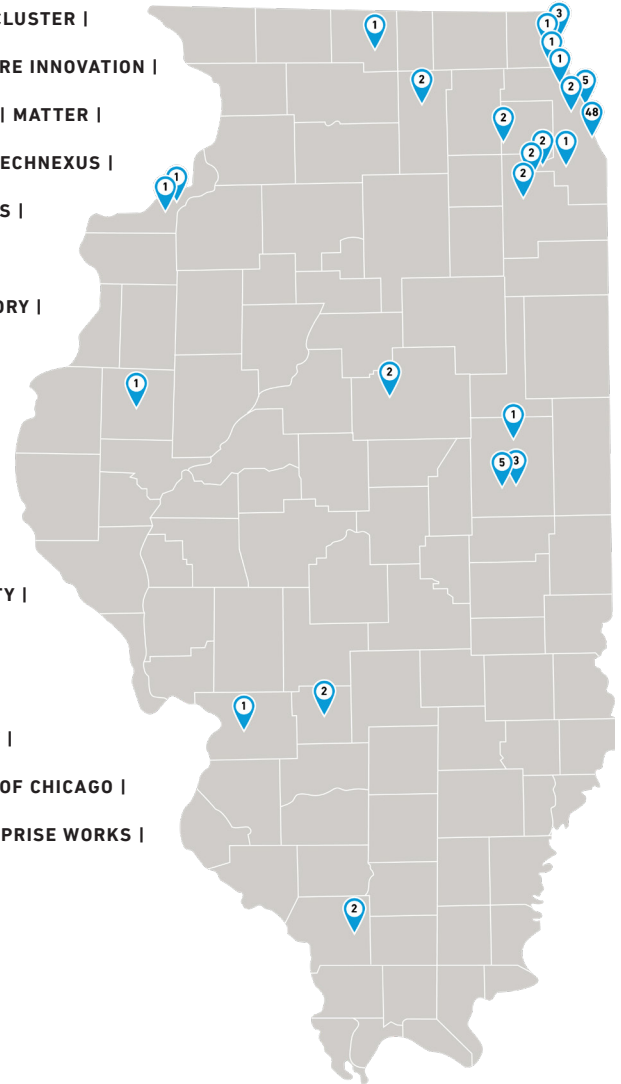 CLUSTER |
RE INNOVATION |
| MATTER |
ECHNEXUS |
S |
ORY |
TY |
|
OF CHICAGO |
PRISE WORKS |
3
1
1
1
1
2
5
2
48
2
2
1
2
2
1
1
2
1
1
5
3
2
1
2